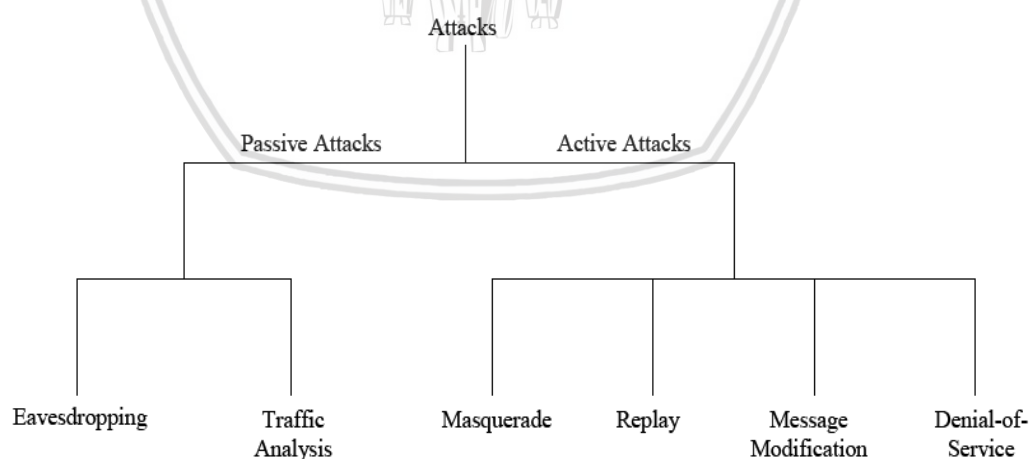 Attacks
Passive Attacks
Active Attacks
Eavesdropping
Traffic
Analysis
Masquerade
Replay
Message
Modification
Denial-of-
Service